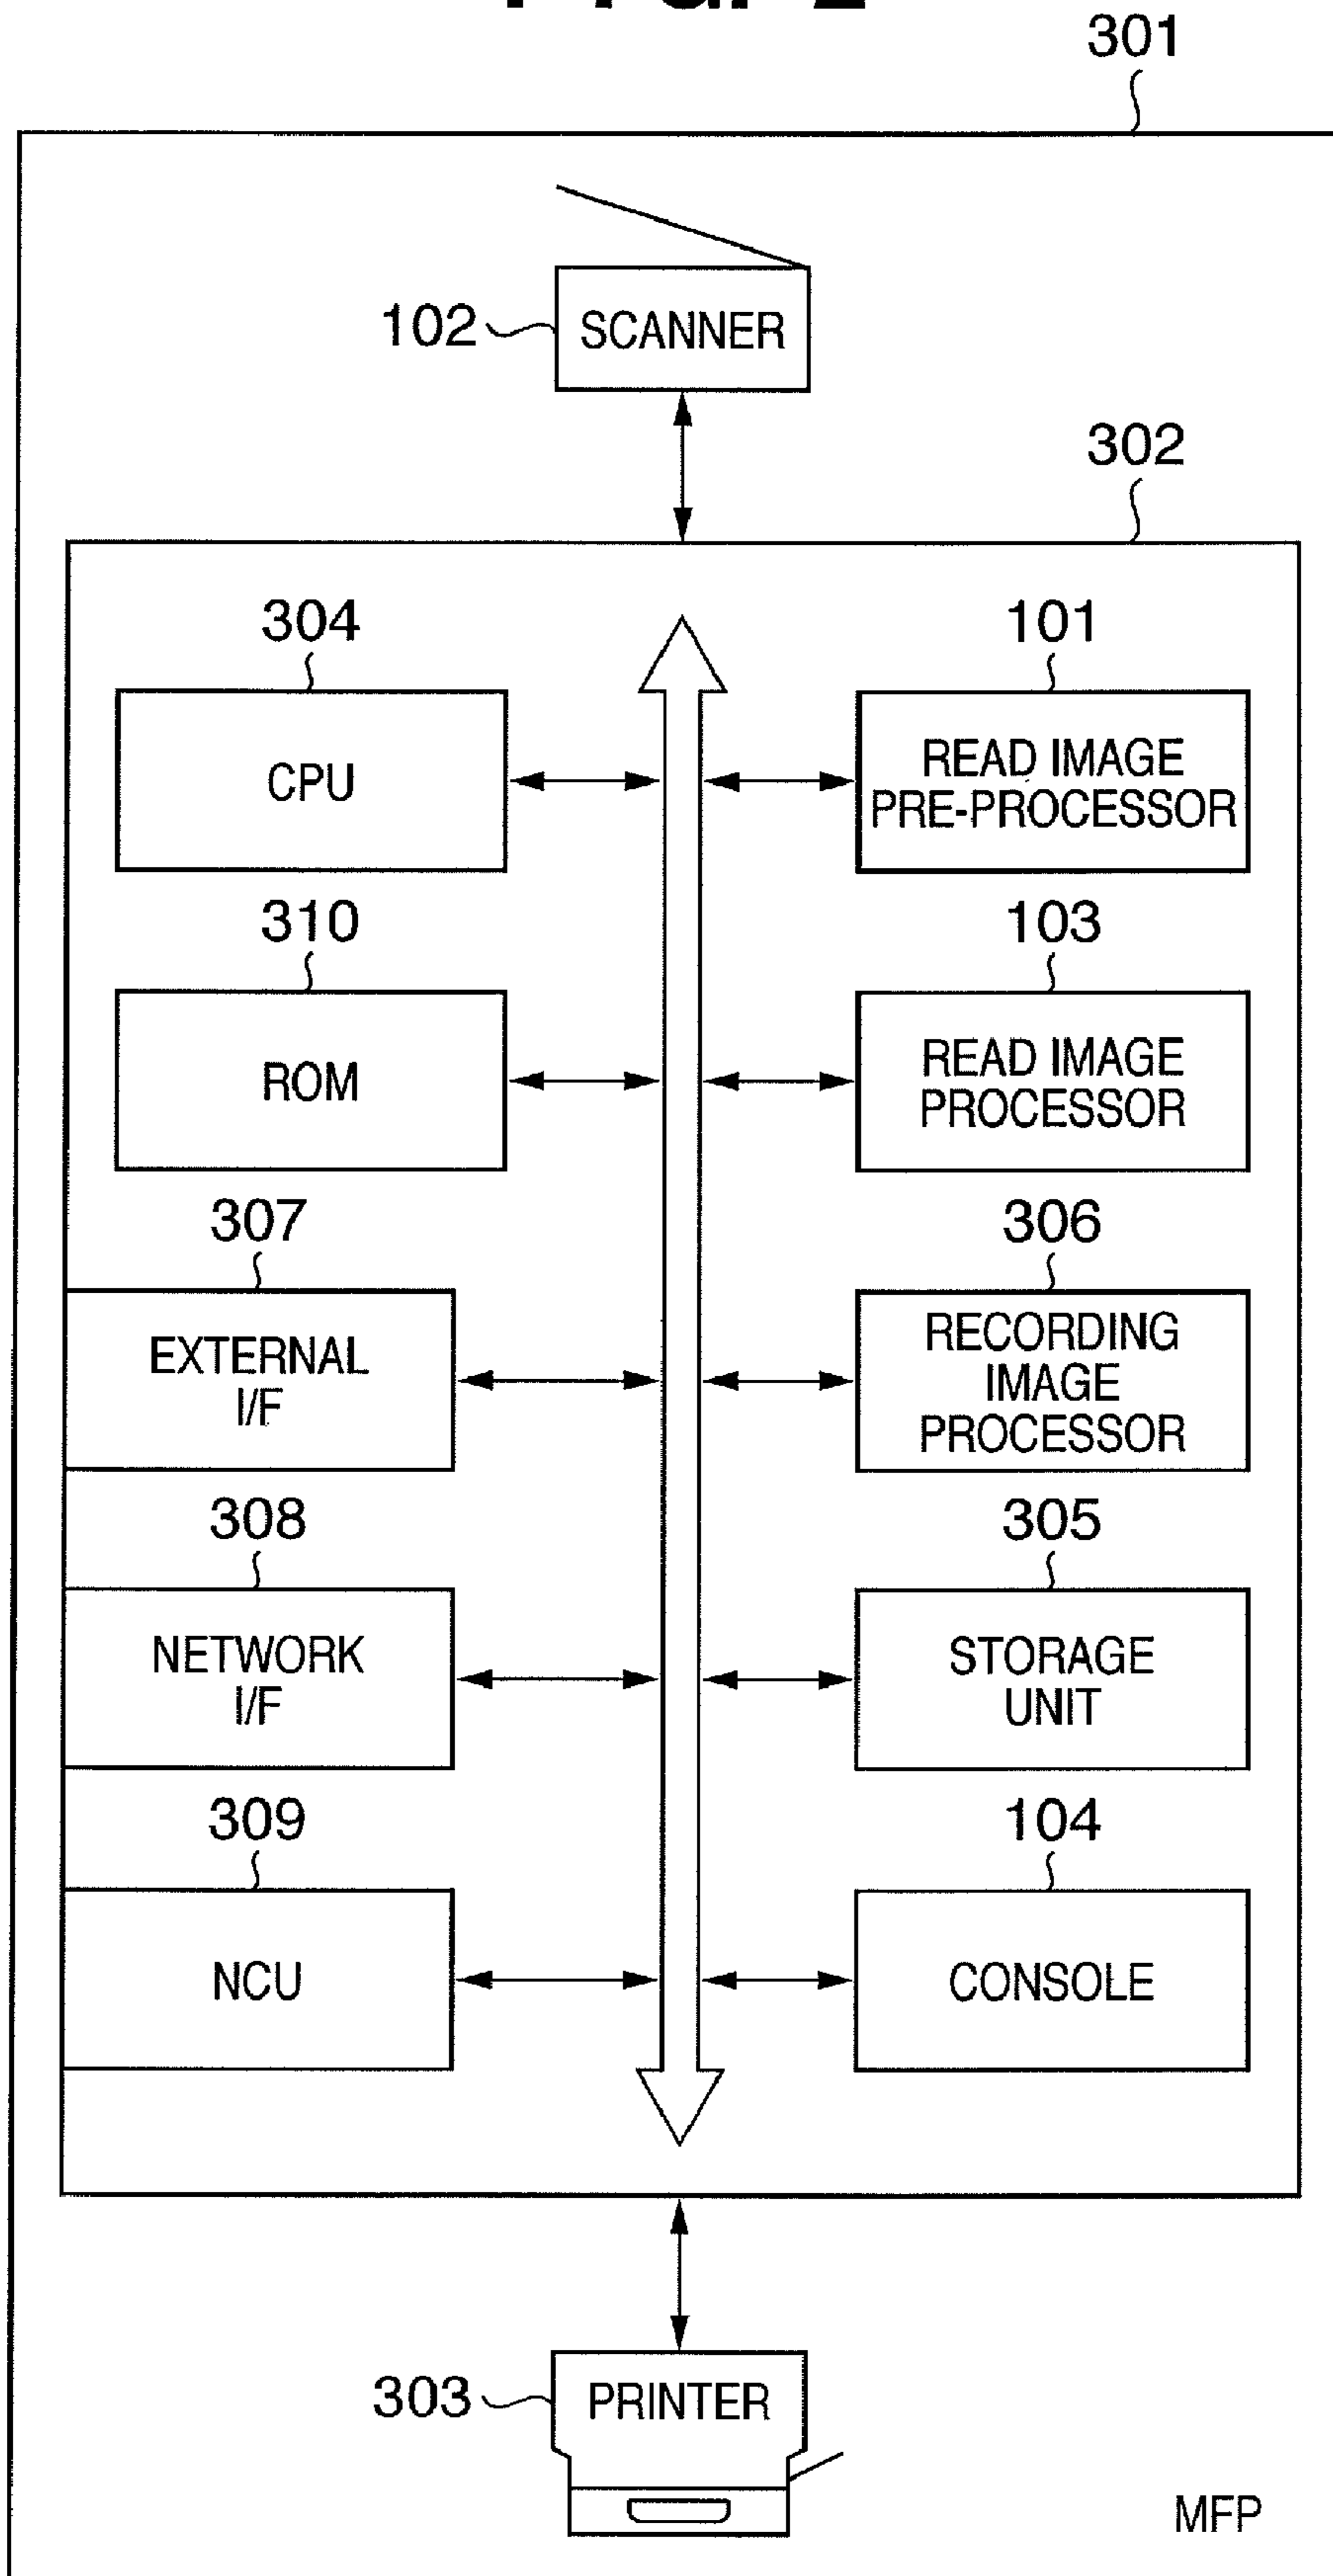 301
102
SCANNER
302
304
101
CPU
READ IMAGE
PRE-PROCESSOR
310
103
ROM
READ IMAGE
PROCESSOR
307
306
EXTERNAL
I/F
RECORDING
IMAGE
PROCESSOR
308
305
NETWORK
I/F
STORAGE
UNIT
309
104
NCU
CONSOLE
303
PRINTER
MFP